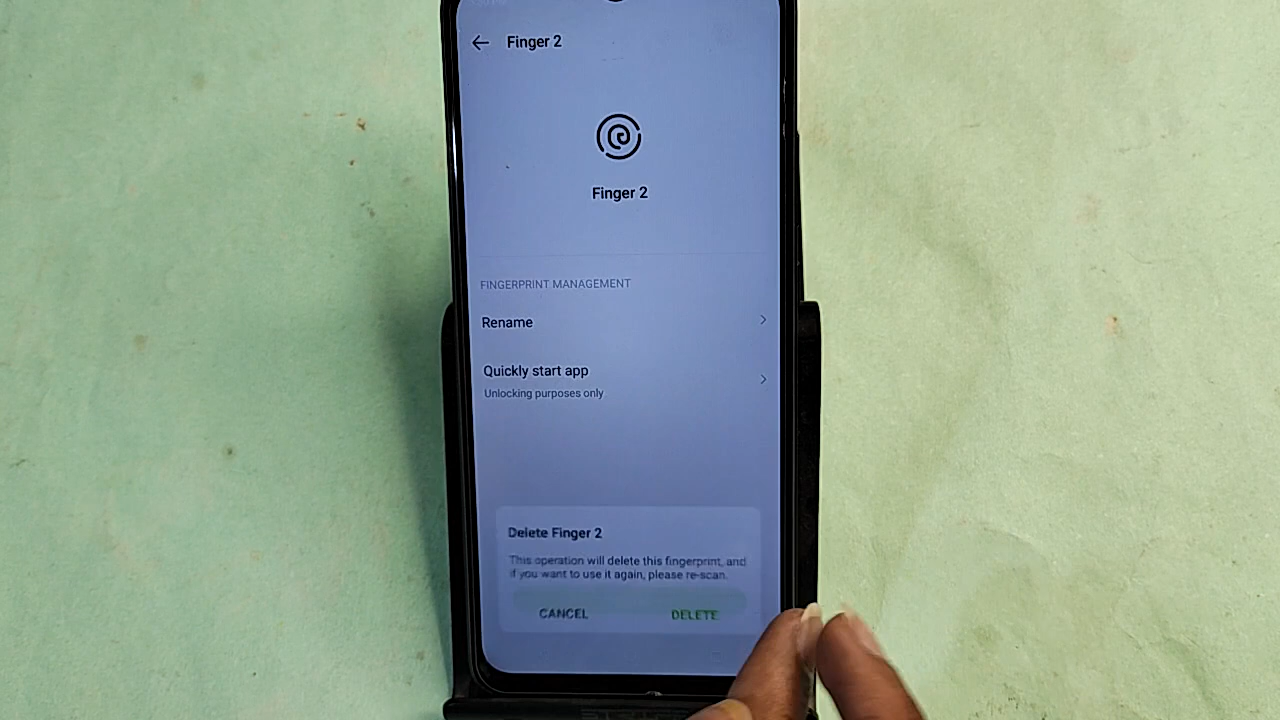 Finger 2
Finger 2
FINGERPRINT MANAGEMENT
Rename
Quickly start app
Unlocking purposes only
Delete Finger 2
This operation will delete this fingerprint, and
if you want to use it again, please re-scan.
CANCEL DELETE